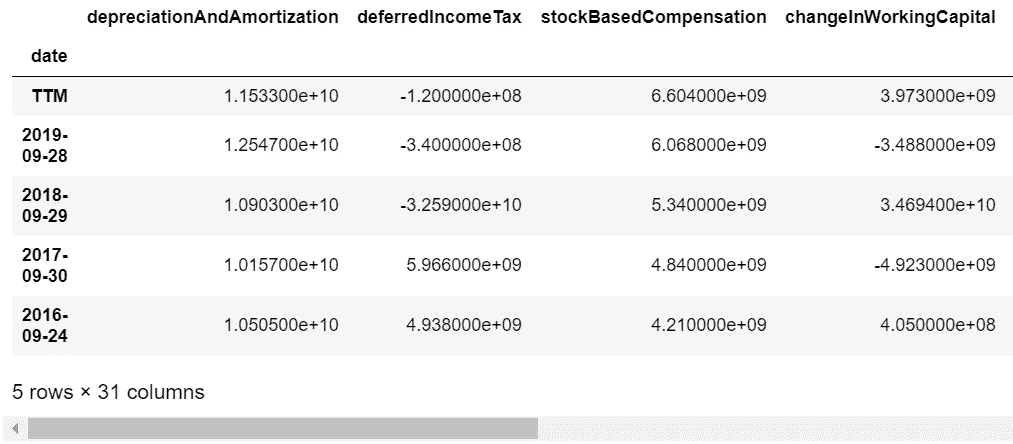 depreciationAndAmortization deferredIncomeTax stockBasedCompensation changeInWorkingCapital
date
TTM 1.153300e+10 -1.200000e+08 6.604000e+09 3.973000e+09
2019-
09-28 1.254700e+10 -3.400000e+08 6.068000e+09 -3.488000e+09
2018-
09-29 1.090300e+10 -3.259000e+10 5.340000e+09 3.469400e+10
2017-
09-30 1.015700e+10 5.966000e+09 4.840000e+09 -4.923000e+09
2016-
09-24 1.050500e+10 4.938000e+09 4.210000e+09 4.050000e+08
5 rows × 31 columns